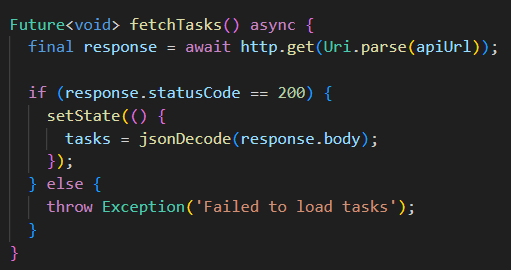 Future<void> fetchTasks() async {
  final response = await http.get(Uri.parse(apiUrl));

  if (response.statusCode == 200) {
    setState(() {
      tasks = jsonDecode(response.body);
    });
  } else {
    throw Exception('Failed to load tasks');
  }
}